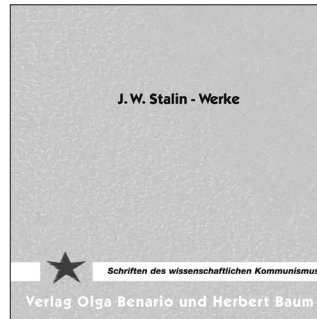 J. W. Stalin - Werke
Schriften des wissenschaftlichen Kommunismus
Verlag Olga Benario und Herbert Baum